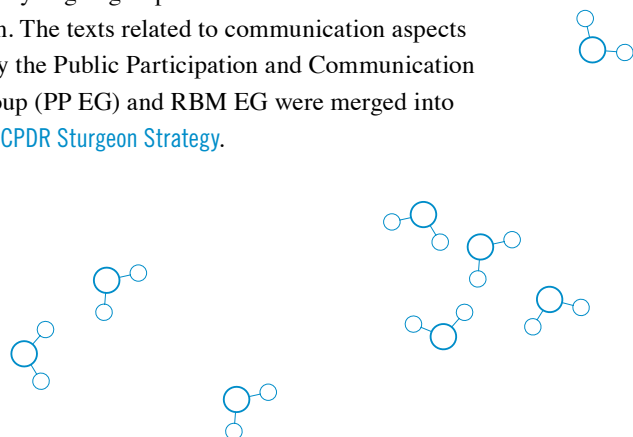 n. The texts related to communication aspects
y the Public Participation and Communication
oup (PP EG) and RBM EG were merged into
CPDR Sturgeon Strategy.